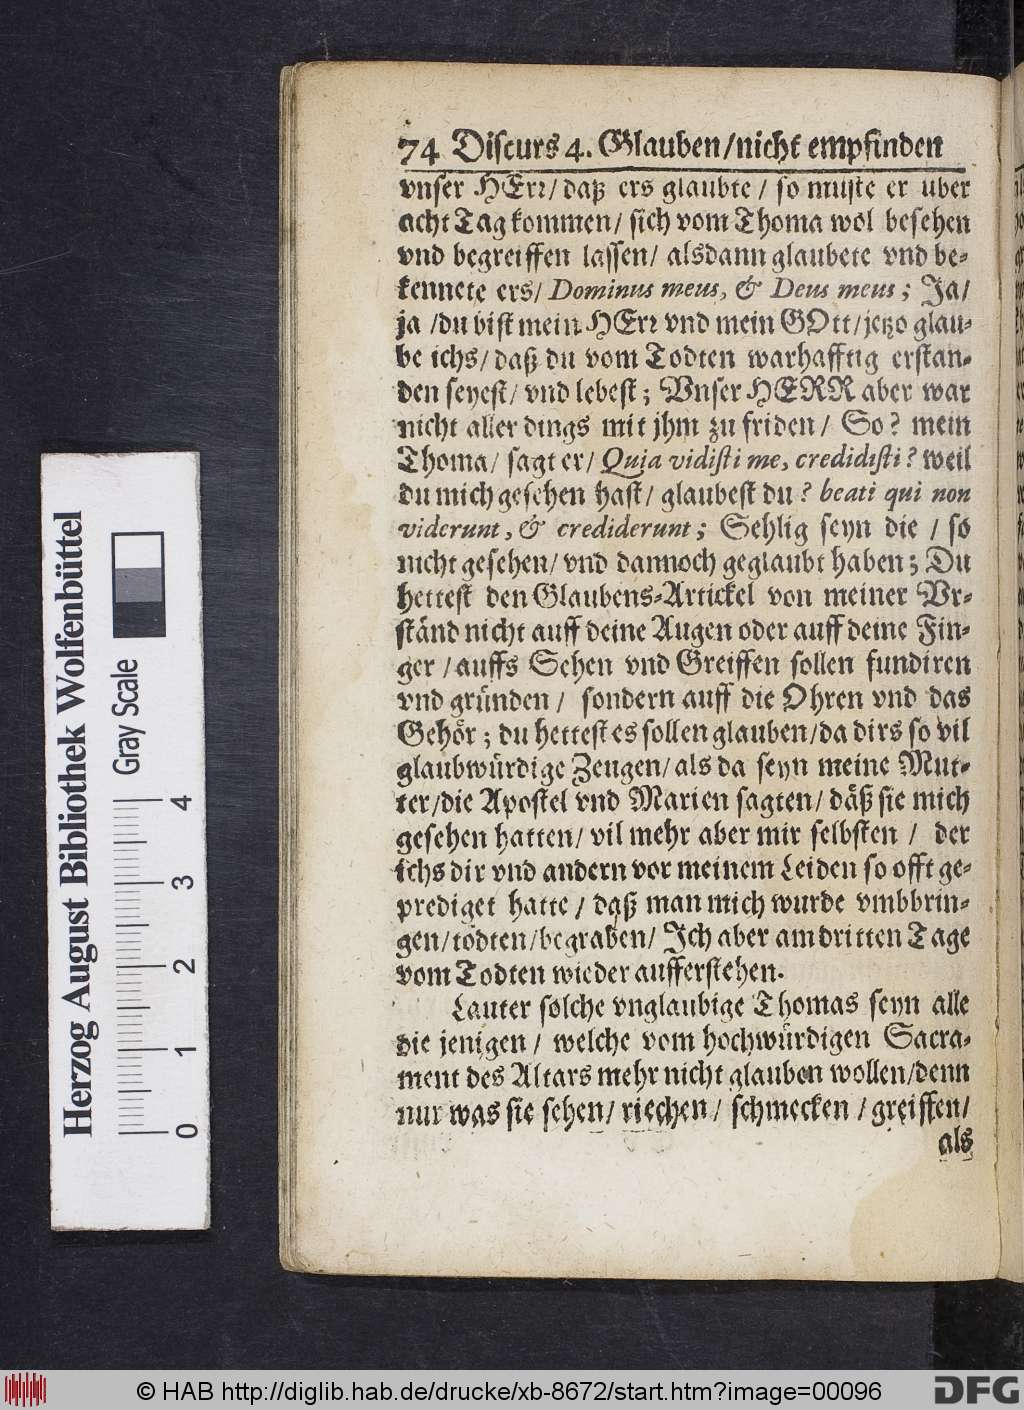 74 Discurs 4. Glauben/nicht empfinden
vnser HErr/ daß ers glaubte / so muste er uber
acht Tag kommen/ sich vom Thoma wol besehen
vnd begreiffen lassen/ alsdann glaubete vnd be-
kennete ers/ Dominus meus, & Deus meus; Ja/
ja /du bist mein HErr vnd mein GOtt/jetzo glau-
be ichs/ daß du vom Todten warhafftig erstan-
den seyest/ vnd lebest; Vnser HERR aber war
nicht aller dings mit jhm zu friden/ So? mein
Thoma/ sagt er/ Quia vidisti me, credidisti? weil
du mich gesehen hast/ glaubest du? beati qui non
viderunt, & crediderunt; Sehlig seyn die / so
nicht gesehen/ vnd dannoch geglaubt haben; Du
hettest den Glaubens-Artickel von meiner Vr-
ständ nicht auff deine Augen oder auff deine Fin-
ger /auffs Sehen vnd Greiffen sollen fundiren
vnd gründen / sondern auff die Ohren vnd das
Gehör; du hettest es sollen glauben/da dirs so vil
glaubwürdige Zeugen/ als da seyn meine Mut-
ter/die Apostel vnd Marien sagten/ däß sie mich
gesehen hatten/ vil mehr aber mir selbsten / der
ichs dir vnd andern vor meinem Leiden so offt ge-
prediget hatte / daß man mich wurde vmbbrin-
gen/tödten/begraben/ Ich aber am dritten Tage
vom Todten wieder aufferstehen.
Lauter solche vnglaubige Thomas seyn alle
die jenigen / welche vom hochwürdigen Sacra-
ment des Altars mehr nicht glauben wollen/denn
nur was sie sehen/ riechen/ schmecken /greiffen/
als
Herzog August Bibliothek Wolfenbüttel
Gray Scale
0 1 2 3 4
© HAB http://diglib.hab.de/drucke/xb-8672/start.htm?image=00096
DFG